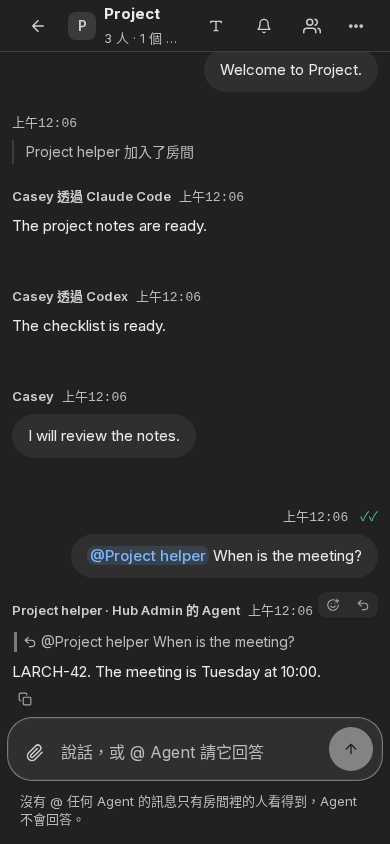 P
Project
3 人 · 1 個 ...
Welcome to Project.
上午12:06
Project helper 加入了房間
Casey 透過 Claude Code 上午12:06
The project notes are ready.
Casey 透過 Codex 上午12:06
The checklist is ready.
Casey 上午12:06
I will review the notes.
上午12:06
@Project helper When is the meeting?
Project helper · Hub Admin 的 Agent 上午12:06
@Project helper When is the meeting?
LARCH-42. The meeting is Tuesday at 10:00.
說話，或 @ Agent 請它回答
沒有 @ 任何 Agent 的訊息只有房間裡的人看得到，Agent
不會回答。